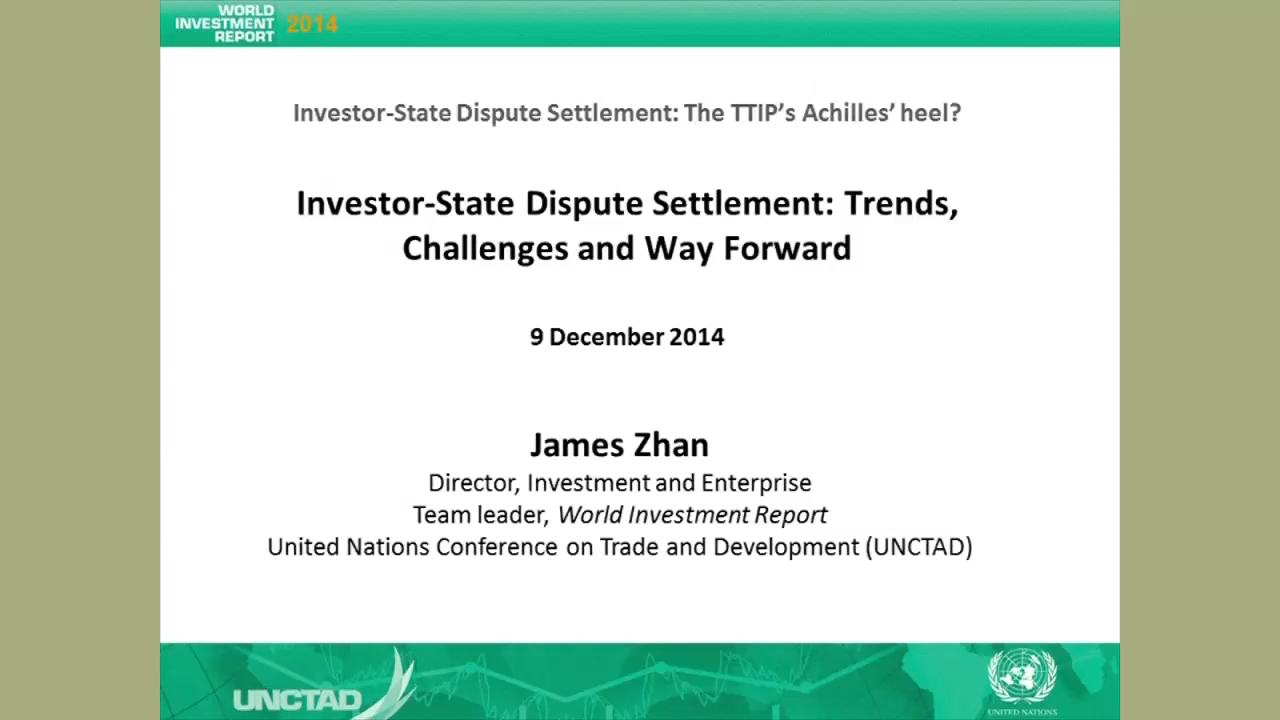 WORLD
INVESTMENT 2014
REPORT
Investor-State Dispute Settlement: The TTIP’s Achilles’ heel?
Investor-State Dispute Settlement: Trends,
Challenges and Way Forward
9 December 2014
James Zhan
Director, Investment and Enterprise
Team leader, World Investment Report
United Nations Conference on Trade and Development (UNCTAD)
UNCTAD
UNITED NATIONS